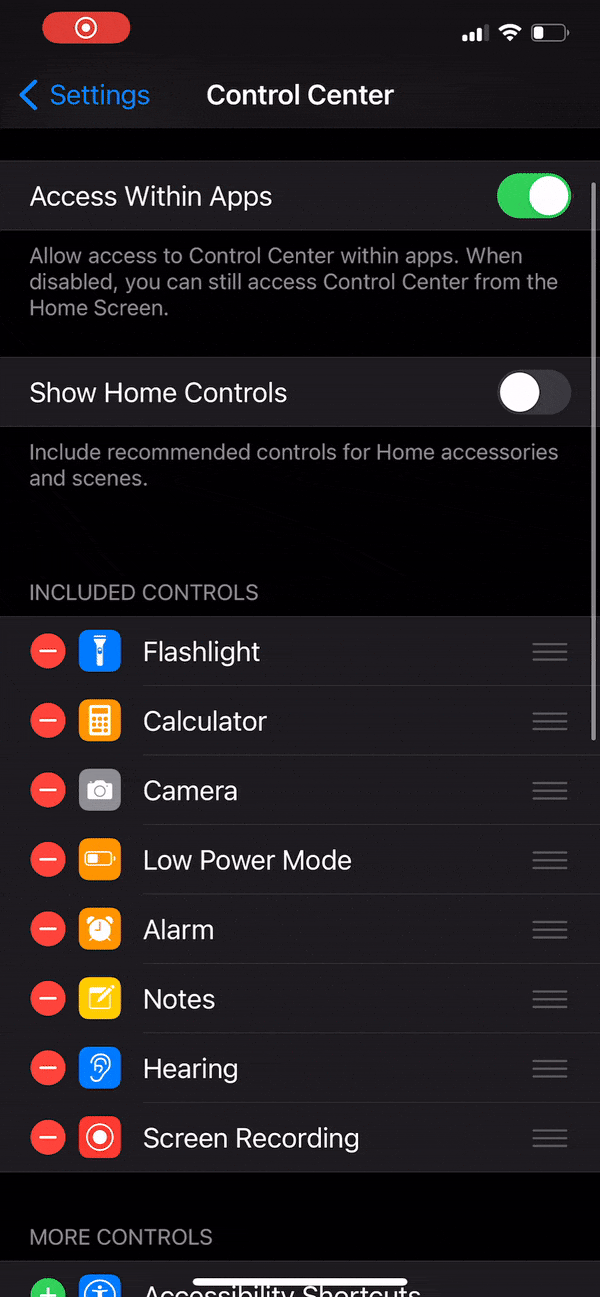 Settings
Control Center
Access Within Apps
Allow access to Control Center within apps. When
disabled, you can still access Control Center from the
Home Screen.
Show Home Controls
Include recommended controls for Home accessories
and scenes.
INCLUDED CONTROLS
Flashlight
Calculator
Camera
Low Power Mode
Alarm
Notes
Hearing
Screen Recording
MORE CONTROLS
Accessibility Shortcuts